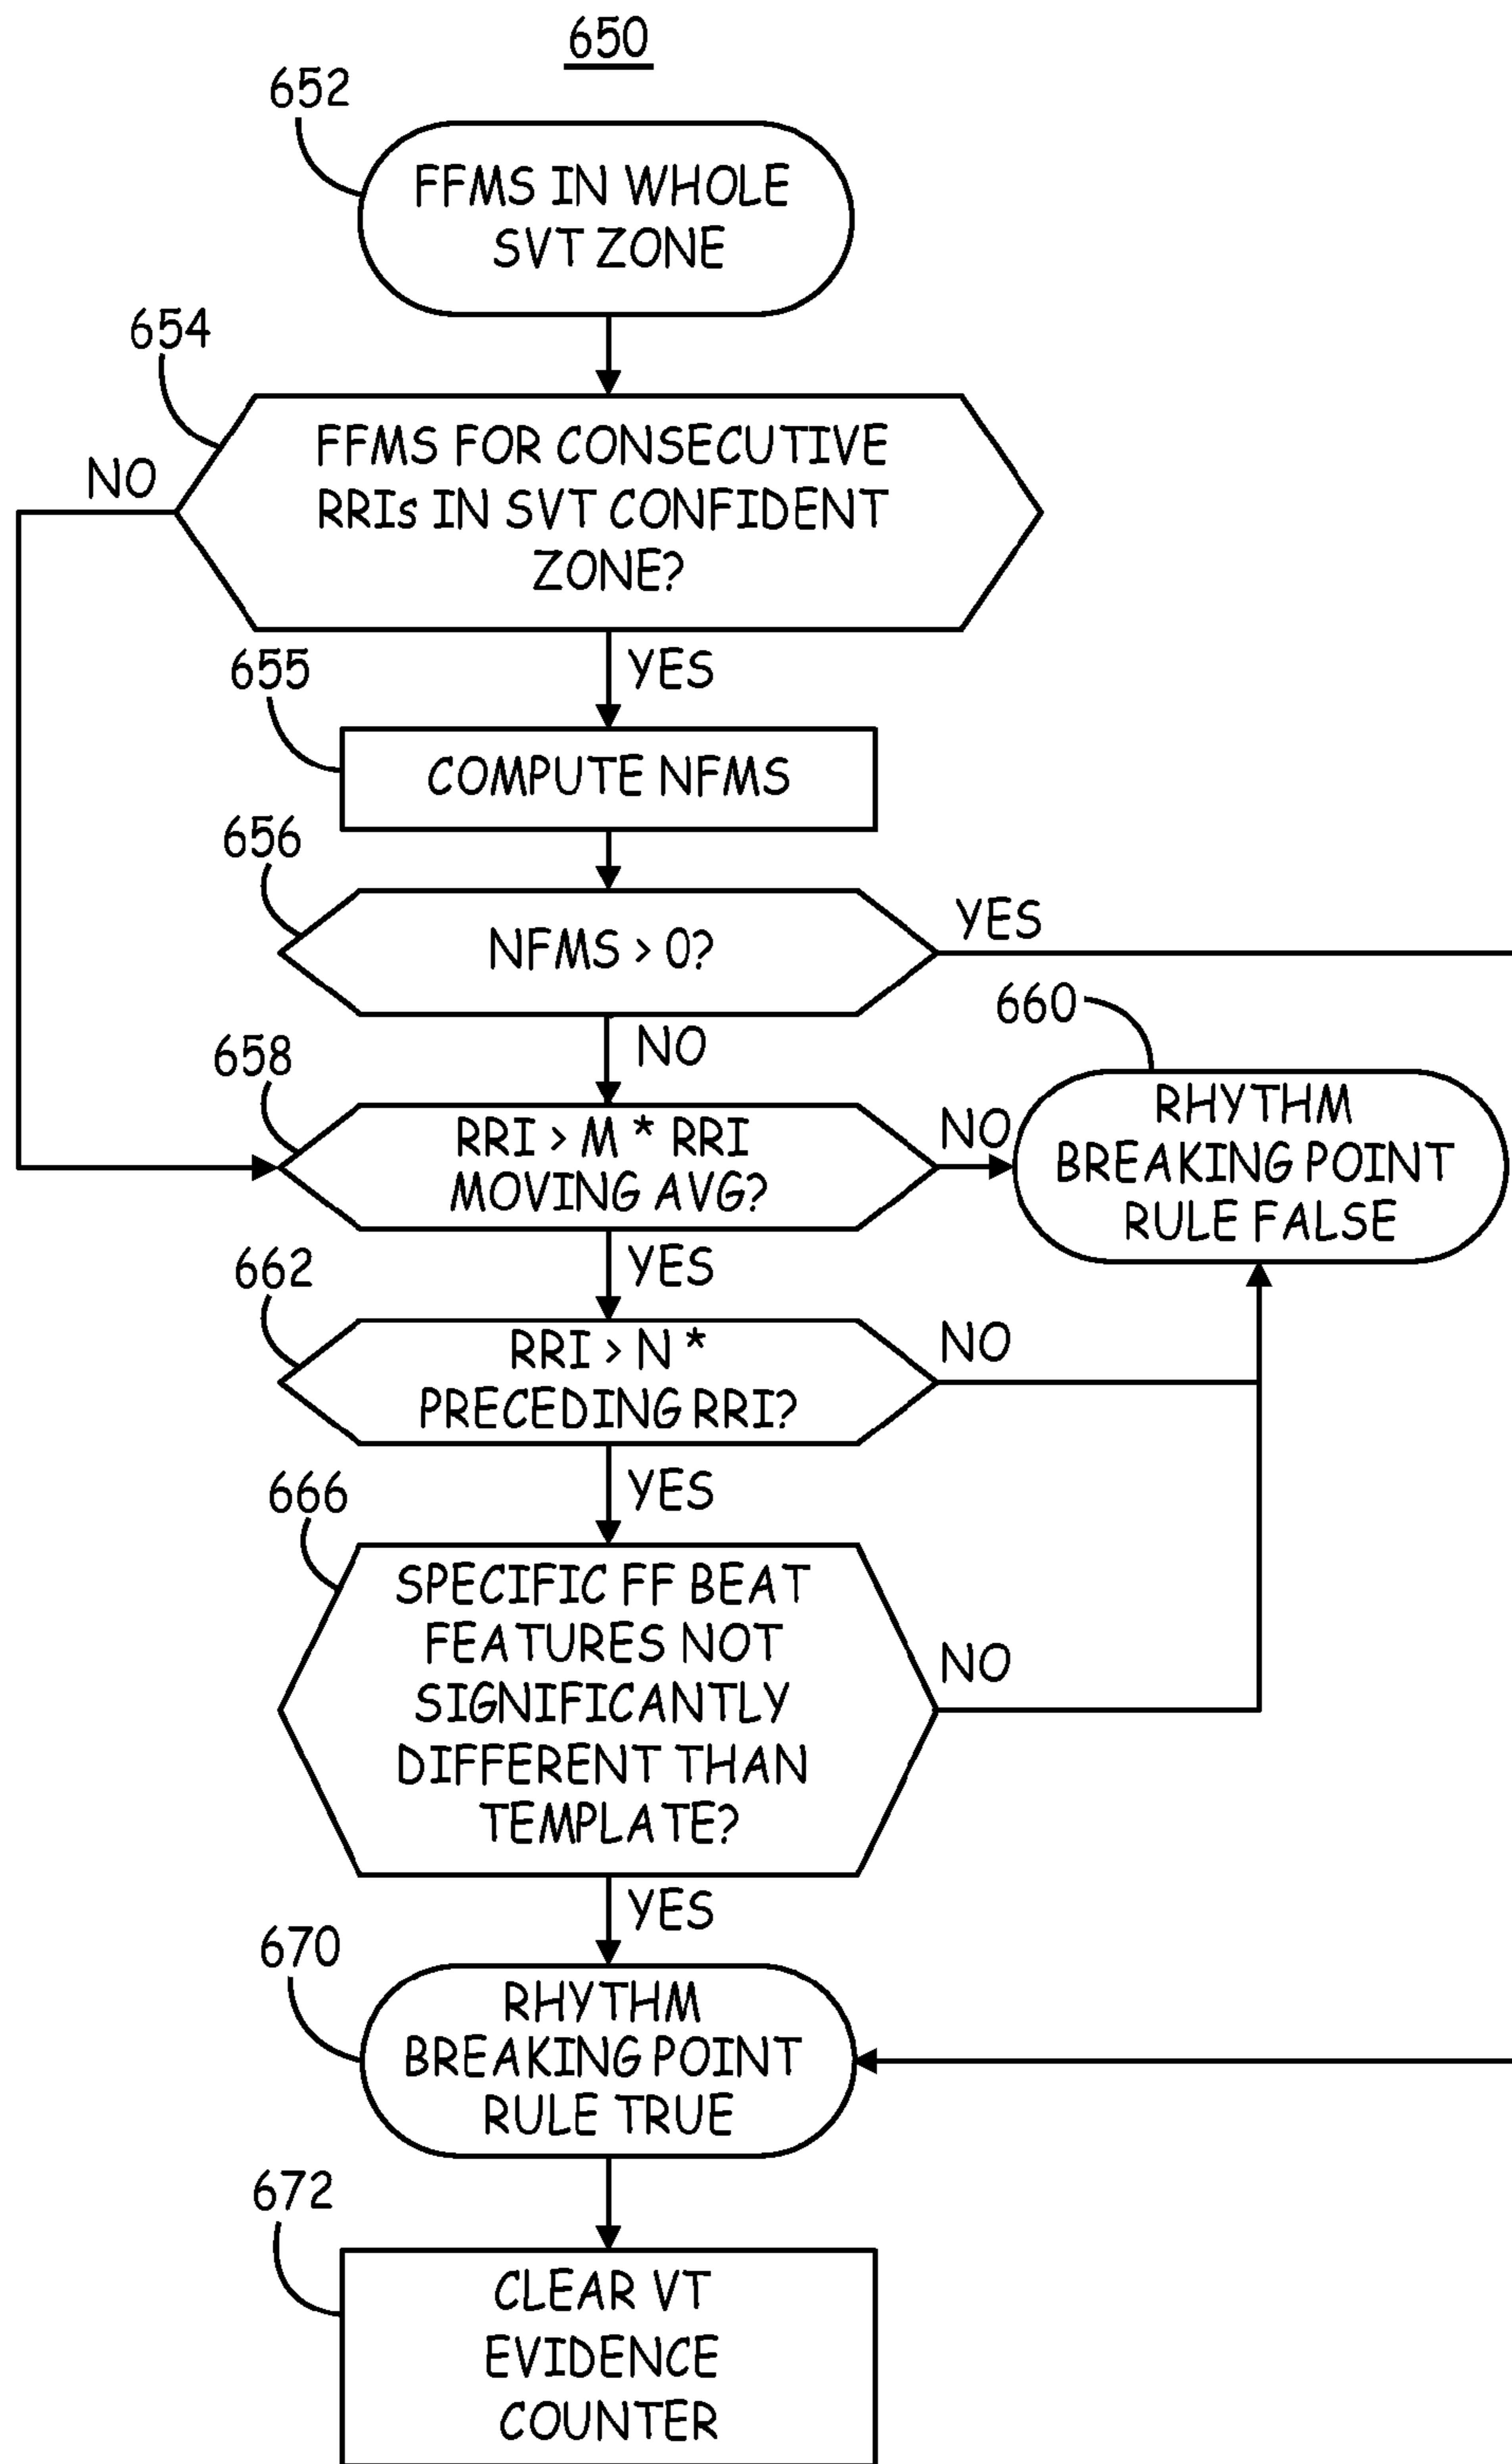 650
652
FFMS IN WHOLE
SVT ZONE
654
NO
FFMS FOR CONSECUTIVE
RRIs IN SVT CONFIDENT
ZONE?
YES
655
COMPUTE NFMS
656
NFMS > 0?
YES
NO
658
RRI > M * RRI
MOVING AVG?
NO
660
RHYTHM
BREAKING POINT
RULE FALSE
YES
662
RRI > N *
PRECEDING RRI?
NO
YES
666
SPECIFIC FF BEAT
FEATURES NOT
SIGNIFICANTLY
DIFFERENT THAN
TEMPLATE?
NO
YES
670
RHYTHM
BREAKING POINT
RULE TRUE
672
CLEAR VT
EVIDENCE
COUNTER